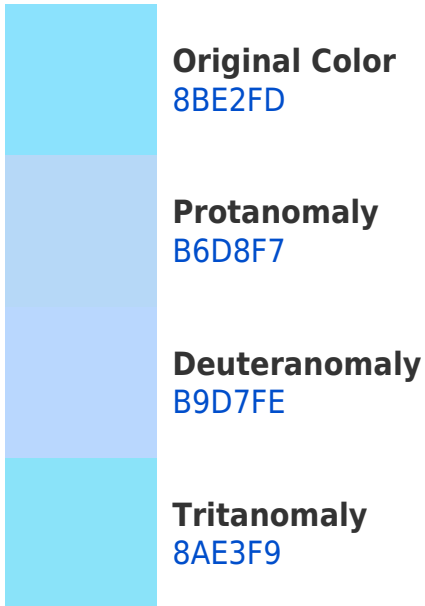 Original Color
8BE2FD
Protanomaly
B6D8F7
Deuteranomaly
B9D7FE
Tritanomaly
8AE3F9